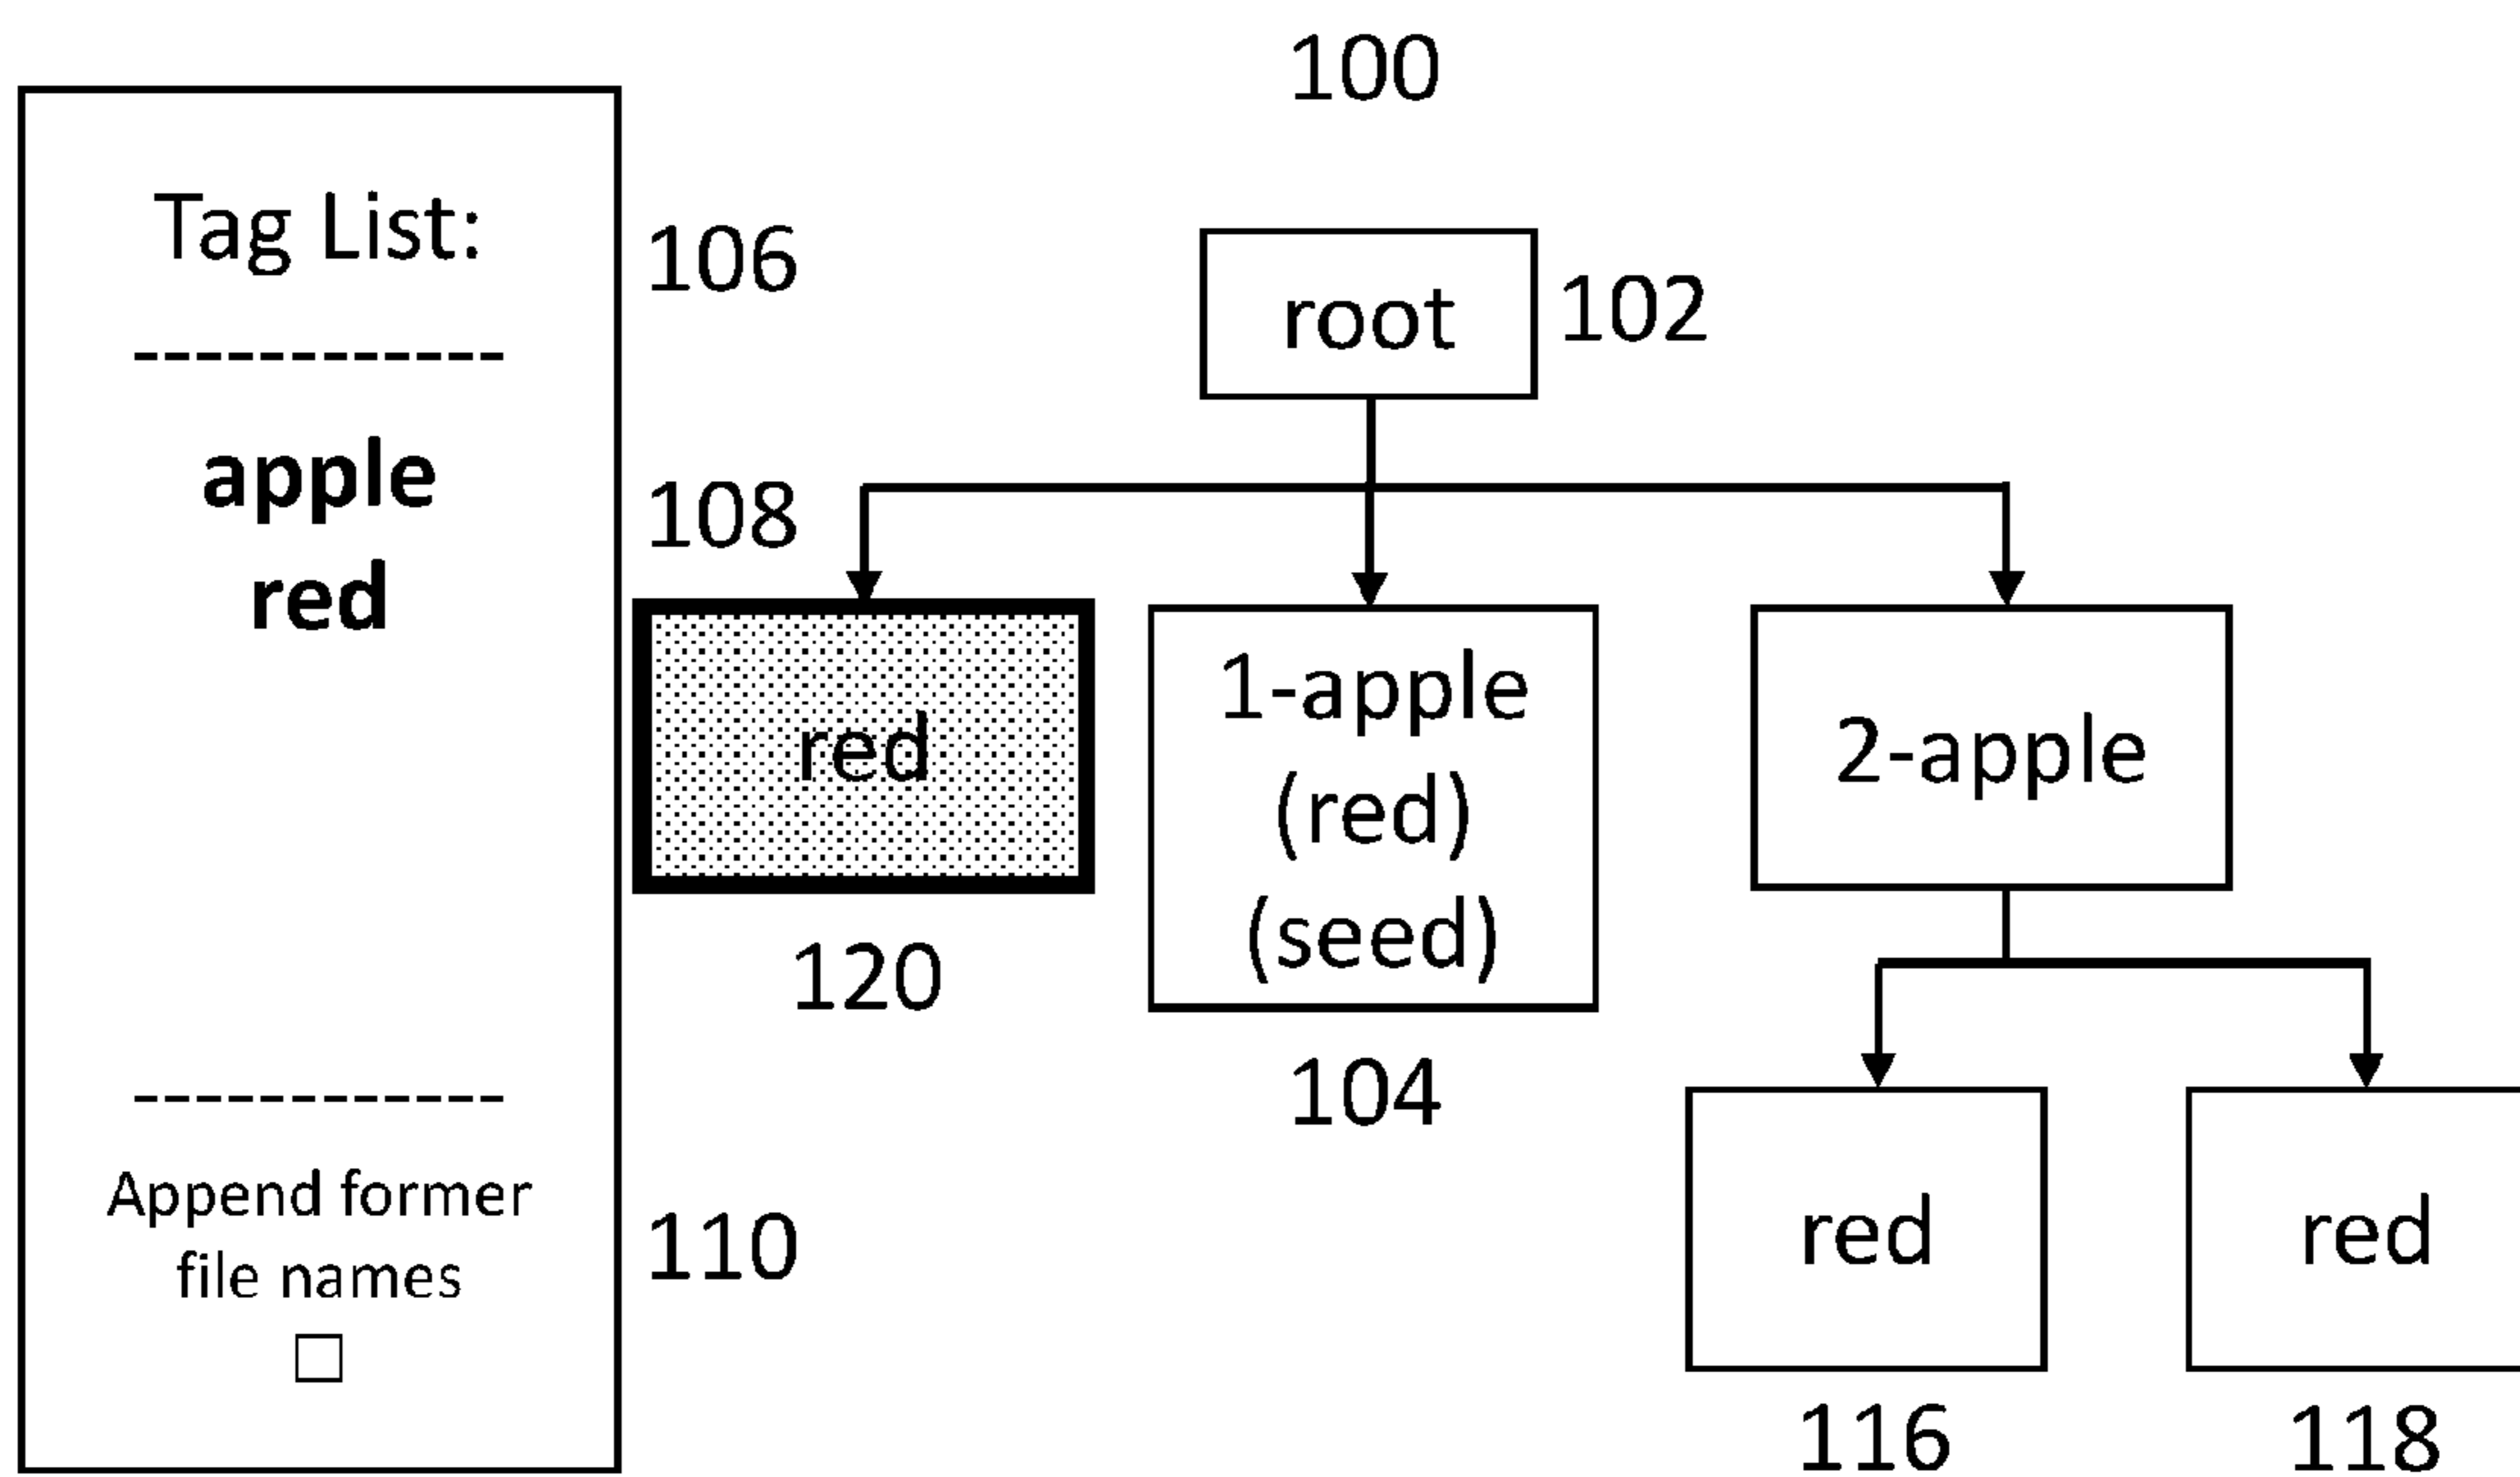 100
Tag List:
106
root
102
------------
apple
108
red
red
1-apple
(red)
(seed)
2-apple
120
104
------------
Append former
file names
110
red
red
116
118